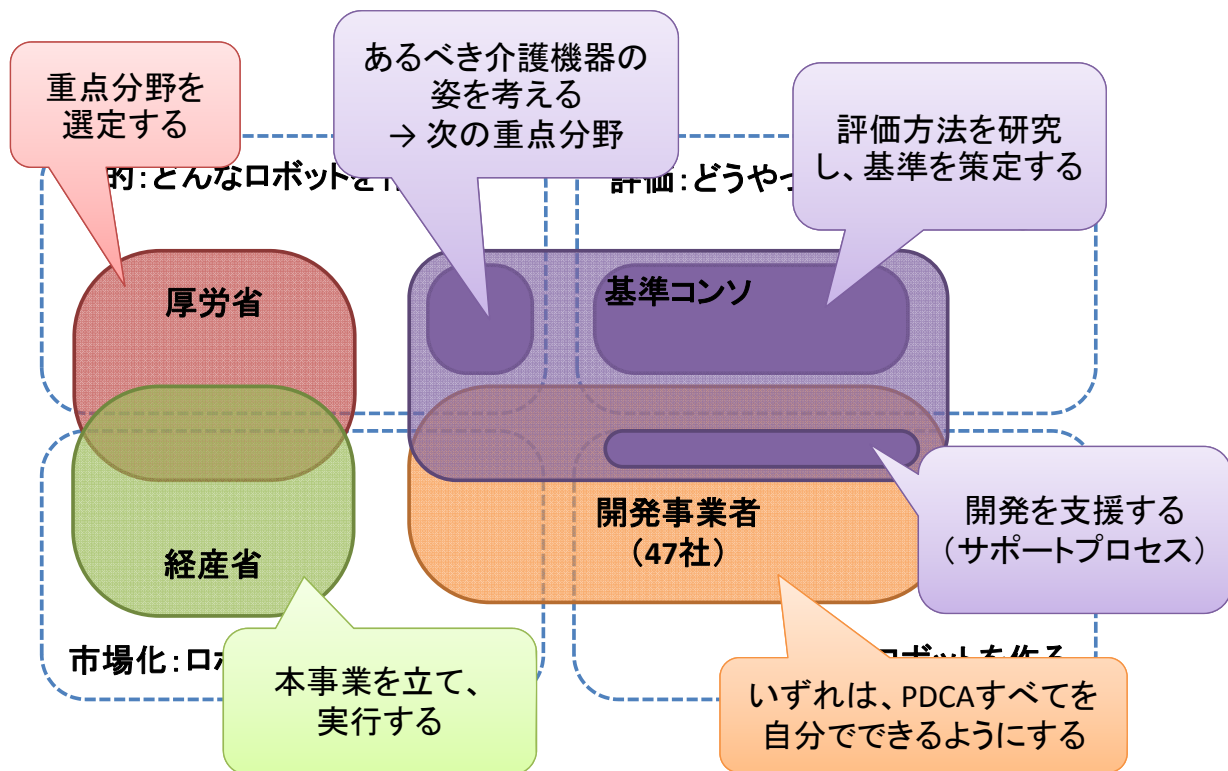 重点分野を
選定する
あるべき介護機器の
姿を考える
→ 次の重点分野
評価方法を研究
し、基準を策定する
的：どんなロボットを
評価：どうやっ
厚労省
基準コンソ
経産省
開発事業者
（47社）
開発を支援する
（サポートプロセス）
市場化：ロ
ボットを作る
本事業を立て、
実行する
いずれは、PDCAすべてを
自分でできるようにする